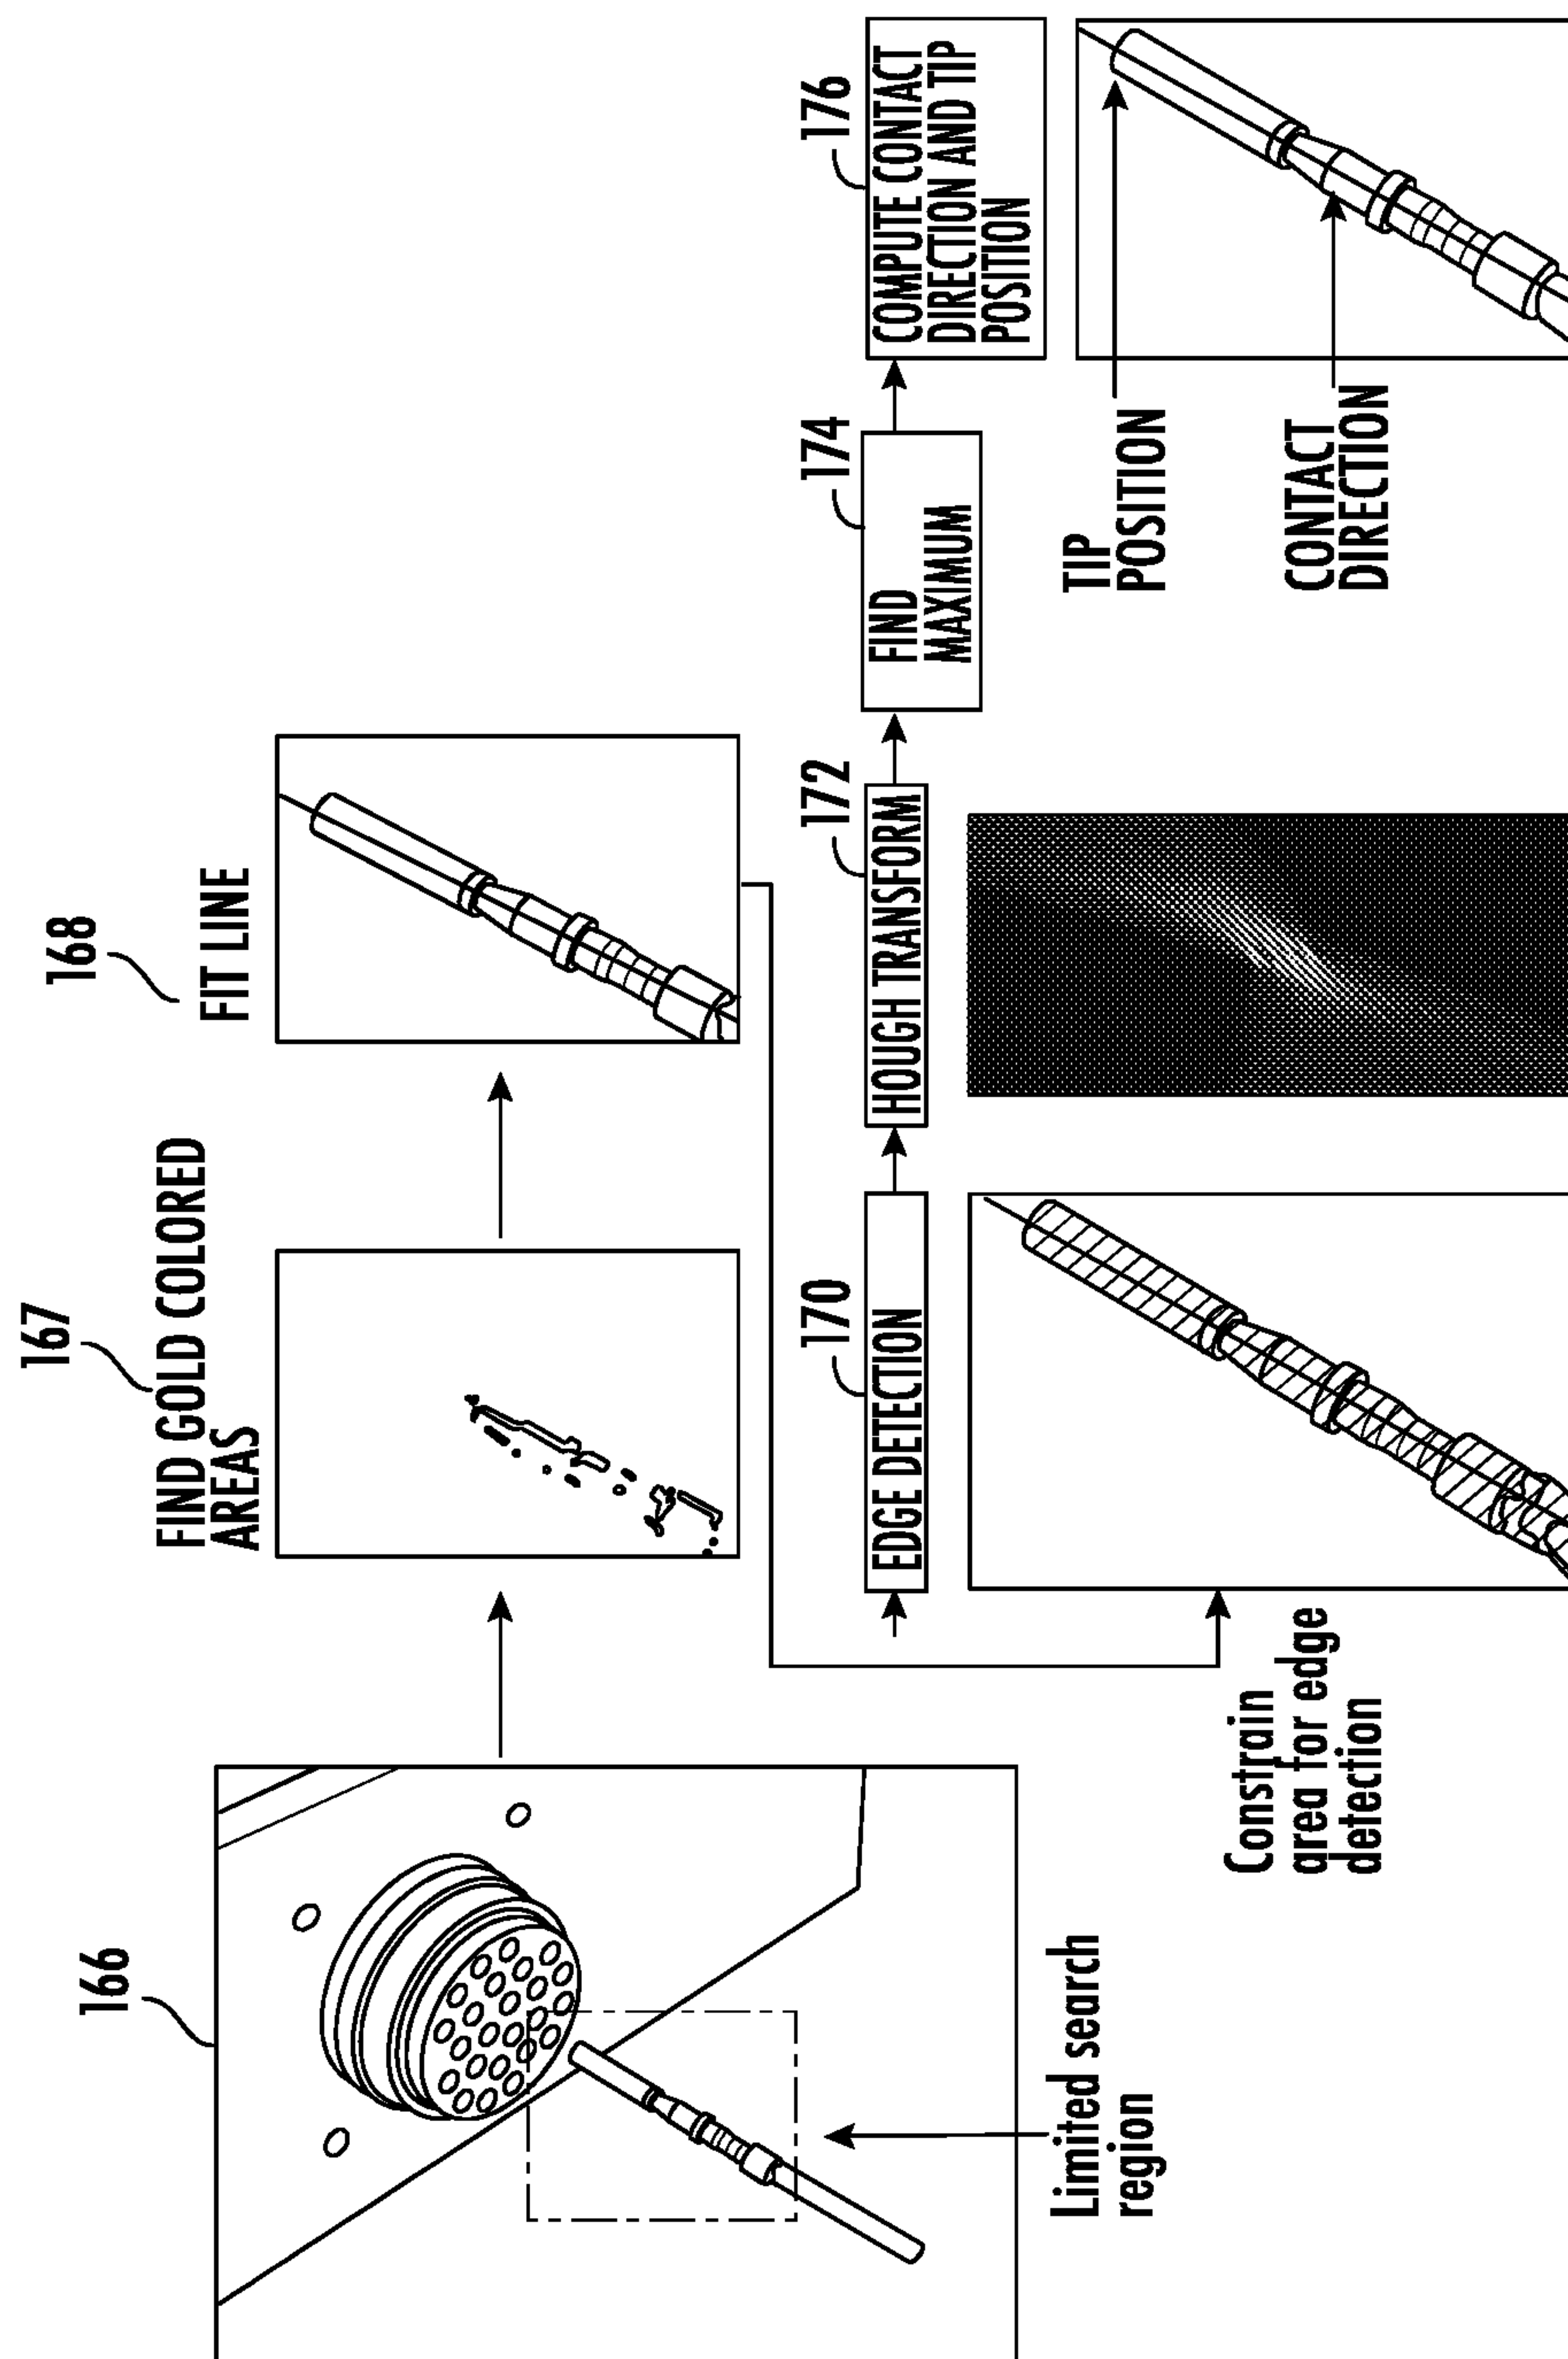 166
Limited search
region
167
FIND GOLD COLORED
AREAS
168
FIT LINE
Constrain
area for edge
detection
170
EDGE DETECTION
172
HOUGH TRANSFORM
174
FIND
MAXIMUM
176
COMPUTE CONTACT
DIRECTION AND TIP
POSITION
TIP
POSITION
CONTACT
DIRECTION